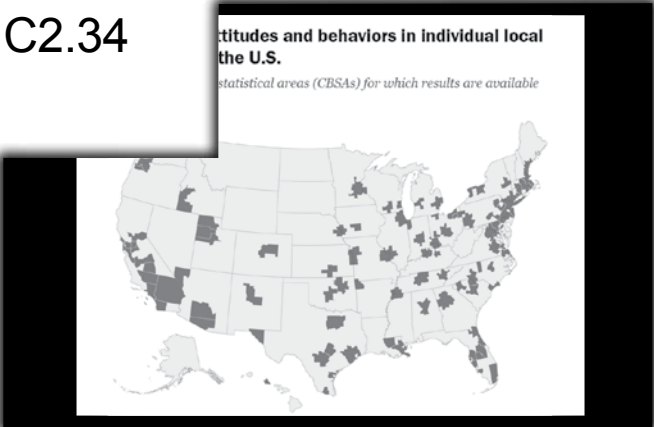 C2.34
ttitudes and behaviors in individual local
the U.S.
statistical areas (CBSAs) for which results are available